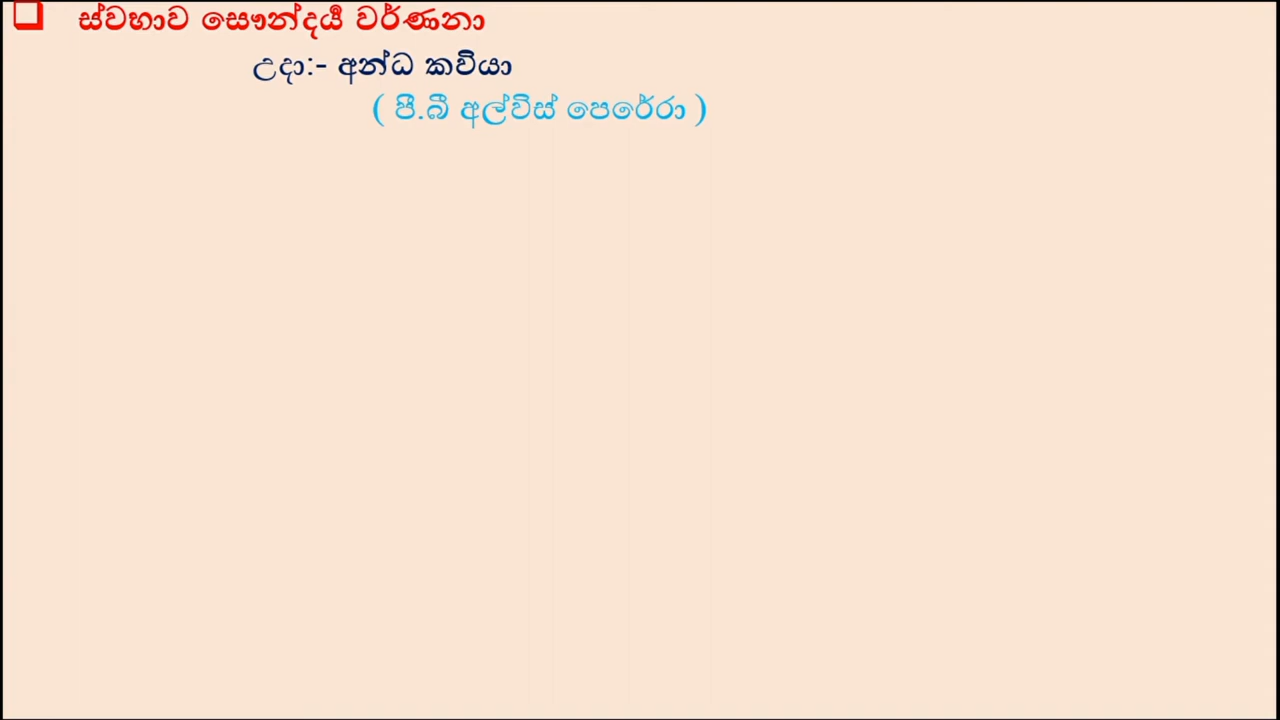 ස්වභාව සෞන්දර්‍ය වර්ණනා
උදා:- අන්ධ කවියා
( පී.බී අල්විස් පෙරේරා )